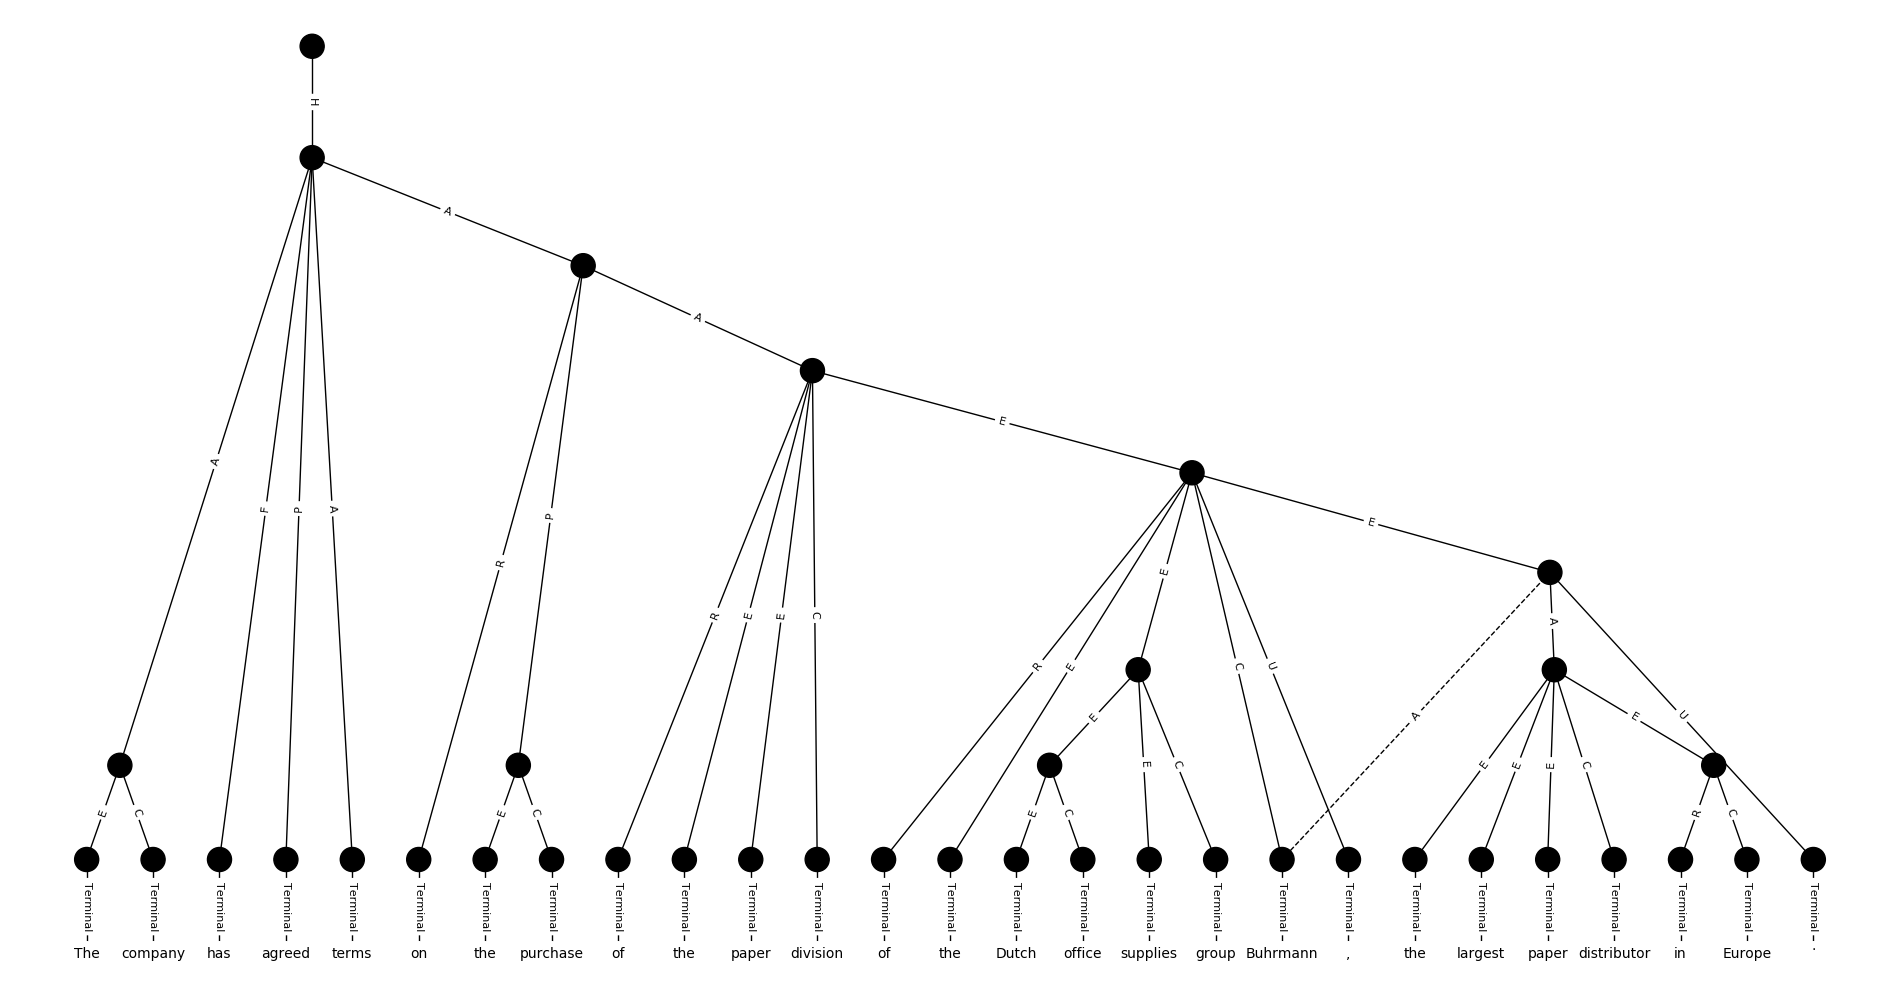 H
A
A
A F P A
R P
E
R E E C
E
R E E C U
A A U
E E C
E E E C E
E C
E C
E C
R C
Terminal Terminal Terminal Terminal Terminal Terminal Terminal Terminal Terminal Terminal Terminal Terminal Terminal Terminal Terminal Terminal Terminal Terminal Terminal Terminal Terminal Terminal Terminal Terminal Terminal Terminal Terminal
The company has agreed terms on the purchase of the paper division of the Dutch office supplies group Buhrmann , the largest paper distributor in Europe .